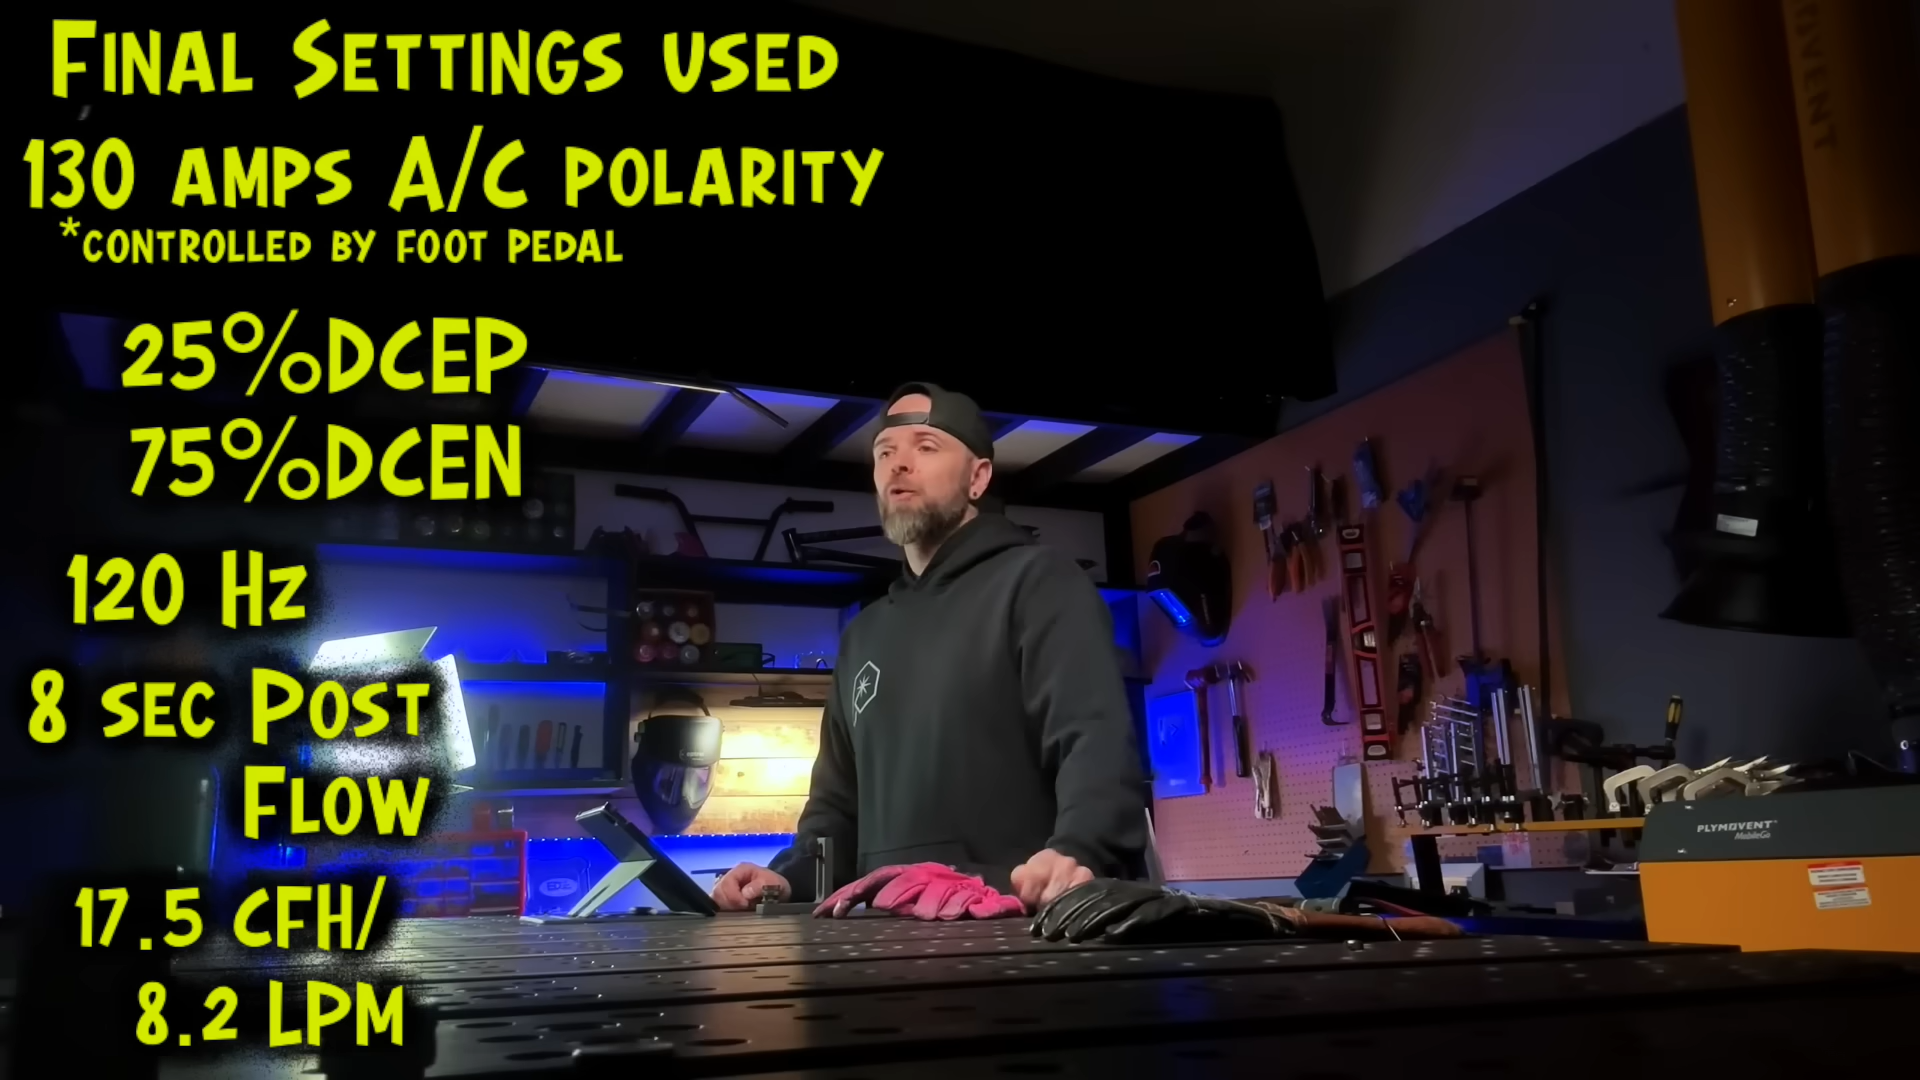 FINAL SETTINGS USED
130 AMPS A/C POLARITY
*CONTROLLED BY FOOT PEDAL
25%DCEP
75%DCEN
120 HZ
8 SEC POST
FLOW
17.5 CFH/
8.2 LPM
PLYMOVENT
MobileGo